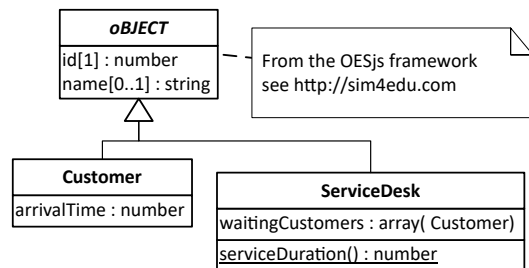 oBJECT
id[1] : number
name[0..1] : string
From the OESjs framework
see http://sim4edu.com
Customer
arrivalTime : number
ServiceDesk
waitingCustomers : array( Customer)
serviceDuration() : number